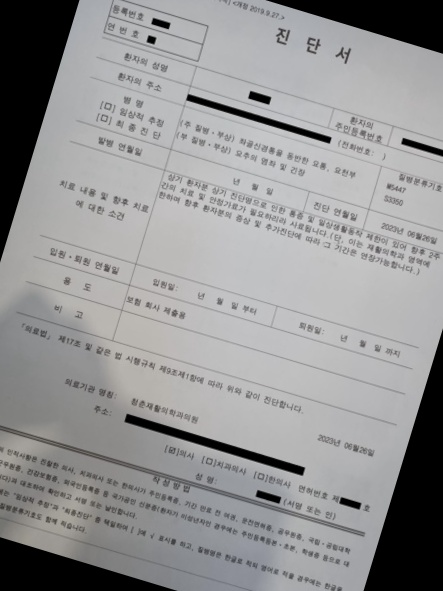 <개정 2019.9.27.>
등록번호
연 번 호
진 단 서
환자의 성명
환자의 주민등록번호
환자의 주소
(전화번호: )
병 명
[ ] 임상적 추정
[ ] 최 종 진 단
(주 질병·부상) 좌골신경통을 동반한 요통, 요천부
(부 질병·부상) 요추의 염좌 및 긴장
질병분류기호
M5447
S3350
발병 연월일
년 월 일
진단 연월일
2023년 06월26일
치료 내용 및 향후 치료에 대한 소견
상기 환자분 상기 진단명으로 인한 통증 및 일상생활동작 제한이 있어 향후 2주
간의 치료 및 안정가료가 필요하리라 사료됩니다.(단, 이는 재활의학과 영역에
한하여 향후 환자분의 증상 및 추가진단에 따라 그 기간은 연장가능합니다.)
입원·퇴원 연월일
입원일: 년 월 일 부터
퇴원일: 년 월 일 까지
용 도
보험 회사 제출용
비 고
「의료법」 제17조 및 같은 법 시행규칙 제9조제1항에 따라 위와 같이 진단합니다.
2023년 06월26일
의료기관 명칭: 청춘재활의학과의원
주소:
[☑]의사 [ ]치과의사 [ ]한의사 면허번호 제 호
성 명: (서명 또는 인)
작 성 방 법